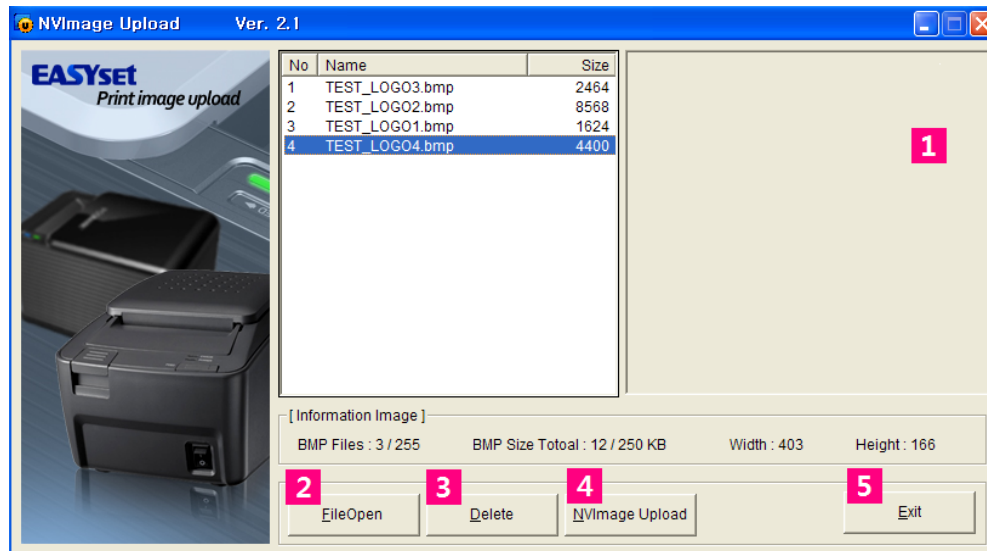 NVImage Upload Ver. 2.1
EASYset
Print image upload
No Name Size
1 TEST_LOGO3.bmp 2464
2 TEST_LOGO2.bmp 8568
3 TEST_LOGO1.bmp 1624
4 TEST_LOGO4.bmp 4400
1
[ Information Image ]
BMP Files : 3 / 255 BMP Size Totoal : 12 / 250 KB Width : 403 Height : 166
2 3 4 5
FileOpen Delete NVImage Upload Exit